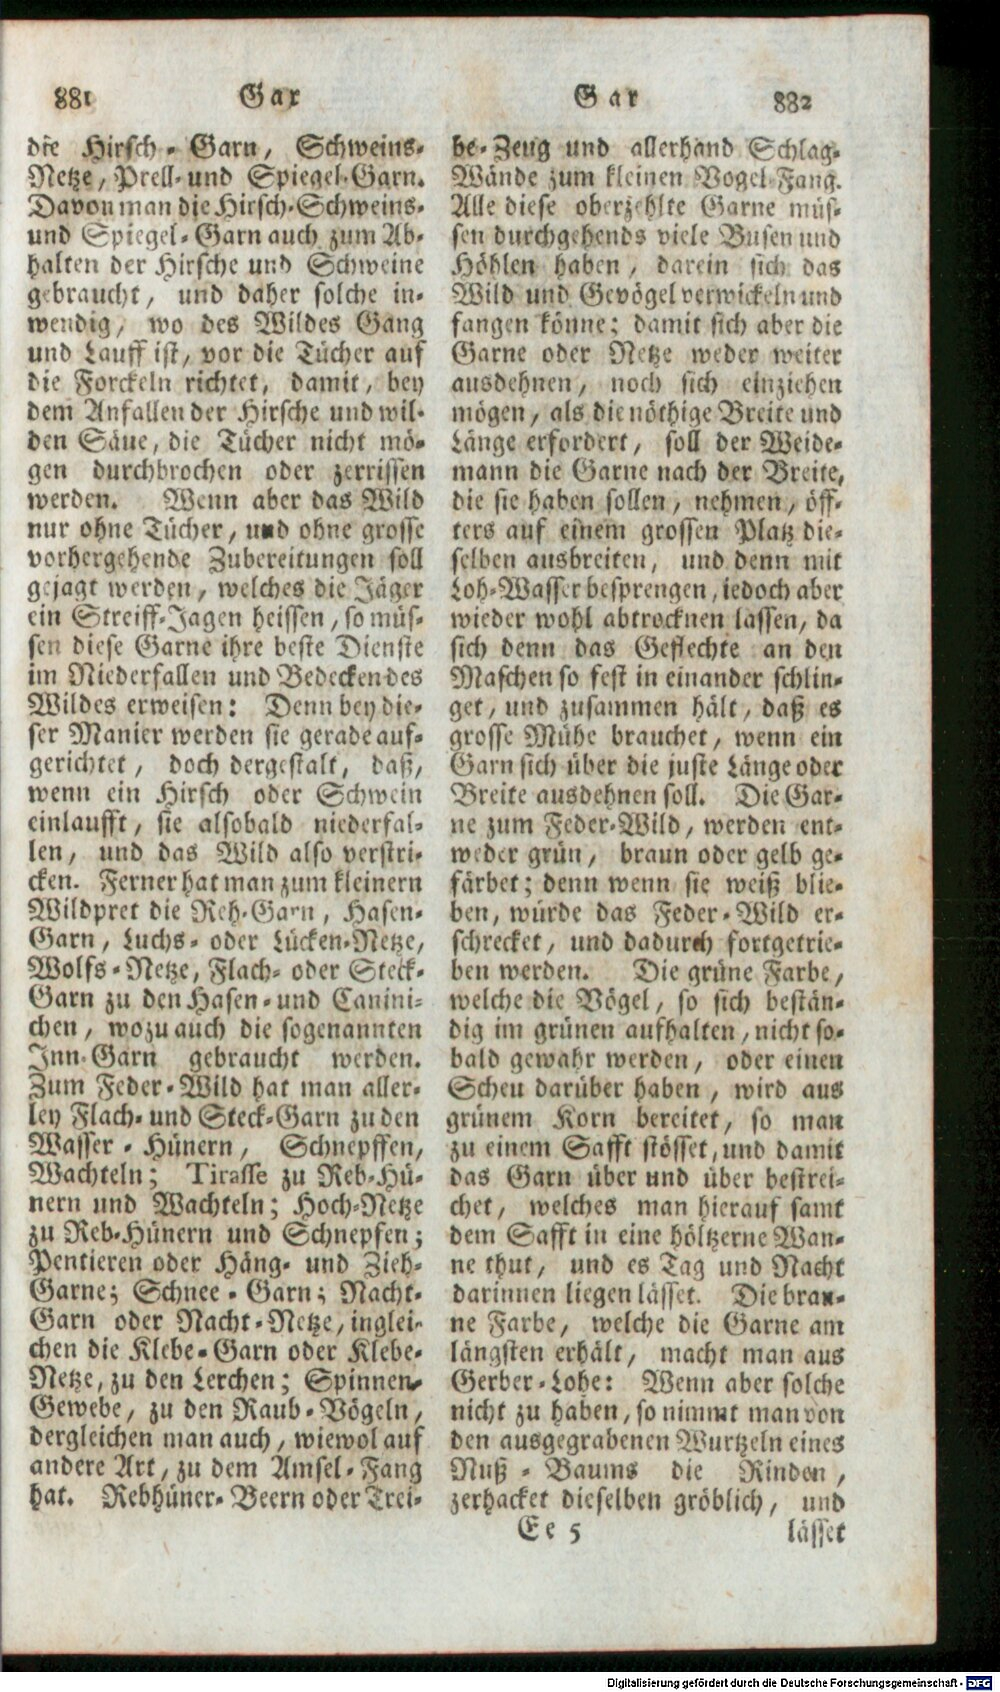 881 Gar
die Hirsch-Garn, Schweins-
Netze, Prell- und Spiegel-Garn.
Davon man die Hirsch-Schweins-
und Spiegel-Garn auch zum Ab-
halten der Hirsche und Schweine
gebraucht, und daher solche in-
wendig, wo des Wildes Gang
und Lauff ist, vor die Tücher auf
die Forckeln richtet, damit, bey
dem Anfallen der Hirsche und wil-
den Säue, die Tücher nicht mö-
gen durchbrochen oder zerrissen
werden. Wenn aber das Wild
nur ohne Tücher, und ohne grosse
vorhergehende Zubereitungen soll
gejagt werden, welches die Jäger
ein Streiff-Jagen heissen, so müs-
sen diese Garne ihre beste Dienste
im Niederfallen und Bedecken des
Wildes erweisen: Denn bey die-
ser Manier werden sie gerade auf-
gerichtet, doch dergestalt, daß,
wenn ein Hirsch oder Schwein
einlaufft, sie alsobald niederfal-
len, und das Wild also verstri-
cken. Ferner hat man zum kleinern
Wildpret die Reh-Garn, Hasen-
Garn, Luchs- oder Lücken-Netze,
Wolfs-Netze, Flach- oder Steck-
Garn zu den Hasen- und Canini-
chen, wozu auch die sogenannten
Inn-Garn gebraucht werden.
Zum Feder-Wild hat man aller-
ley Flach- und Steck-Garn zu den
Wasser-Hünern, Schnepffen,
Wachteln; Tirasse zu Reb-Hü-
nern und Wachteln; Hoch-Netze
zu Reb-Hünern und Schnepfen;
Pentieren oder Häng- und Zieh-
Garne; Schnee-Garn; Nacht-
Garn oder Nacht-Netze, inglei-
chen die Klebe-Garn oder Klebe-
Netze, zu den Lerchen; Spinnen-
Gewebe, zu den Raub-Vögeln,
dergleichen man auch, wiewol auf
andere Art, zu dem Amsel-Fang
hat. Rebhüner-Beern oder Trei-
Gar 882
be-Zeug und allerhand Schlag-
Wände zum kleinen Vogel-Fang.
Alle diese oberzehlte Garne müs-
sen durchgehends viele Busen und
Höhlen haben, darein sich das
Wild und Gevögel verwickeln und
fangen könne; damit sich aber die
Garne oder Netze weder weiter
ausdehnen, noch sich einziehen
mögen, als die nöthige Breite und
Länge erfordert, soll der Weide-
mann die Garne nach der Breite,
die sie haben sollen, nehmen, öff-
ters auf einem grossen Platz die-
selben ausbreiten, und denn mit
Loh-Wasser besprengen, iedoch aber
wieder wohl abtrocknen lassen, da
sich denn das Geflechte an den
Maschen so fest in einander schlin-
get, und zusammen hält, daß es
grosse Mühe brauchet, wenn ein
Garn sich über die juste Länge oder
Breite ausdehnen soll. Die Gar-
ne zum Feder-Wild, werden ent-
weder grün, braun oder gelb ge-
färbet; denn wenn sie weiß blie-
ben, würde das Feder-Wild er-
schrecket, und dadurch fortgetrie-
ben werden. Die grüne Farbe,
welche die Vögel, so sich bestän-
dig im grünen aufhalten, nicht so-
bald gewahr werden, oder einen
Scheu darüber haben, wird aus
grünem Korn bereitet, so man
zu einem Safft stösset, und damit
das Garn über und über bestrei-
chet, welches man hierauf samt
dem Safft in eine höltzerne Wan-
ne thut, und es Tag und Nacht
darinnen liegen lässet. Die brau-
ne Farbe, welche die Garne am
längsten erhält, macht man aus
Gerber-Lohe: Wenn aber solche
nicht zu haben, so nimmt man von
den ausgegrabenen Wurtzeln eines
Nuß-Baums die Rinden,
zerhacket dieselben gröblich, und
Ee 5 lässet
Digitalisierung gefördert durch die Deutsche Forschungsgemeinschaft - DFG